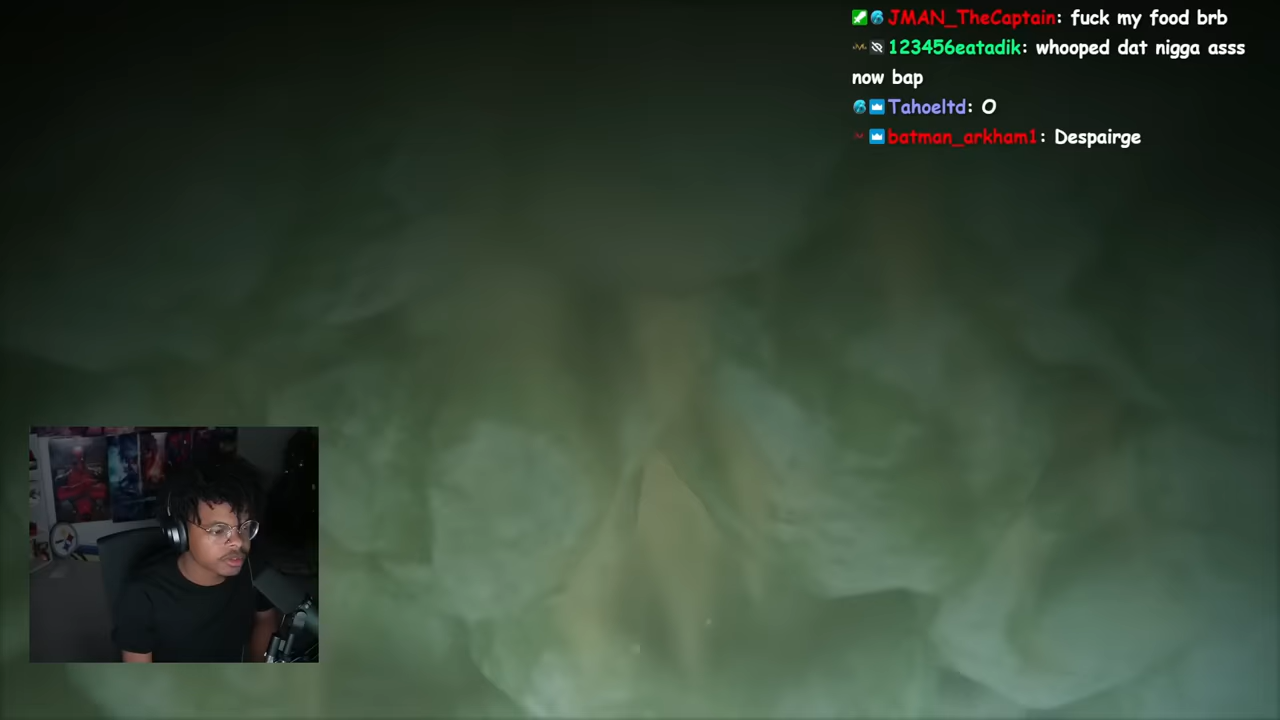 JMAN_TheCaptain: fuck my food brb
123456eatadik: whooped dat nigga asss
now bap
Tahoeltd: O
batman_arkham1: Despairge